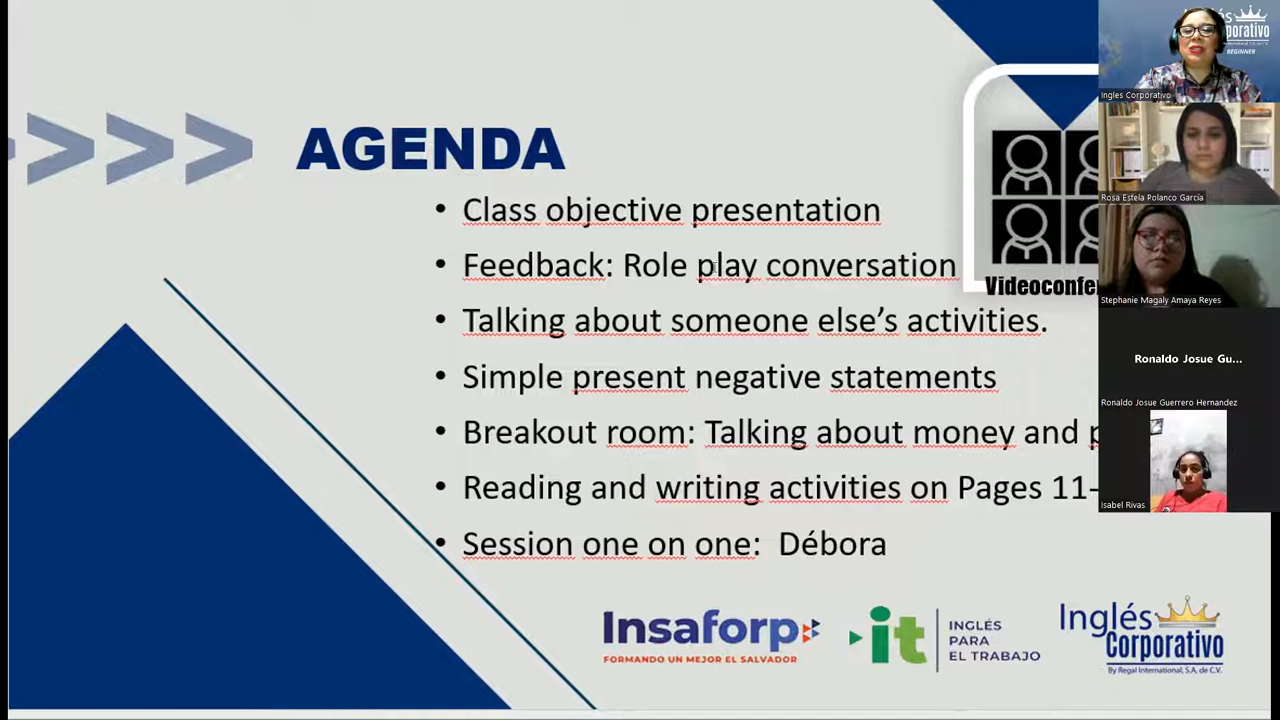 AGENDA
• Class objective presentation
• Feedback: Role play conversation
• Talking about someone else's activities.
• Simple present negative statements
• Breakout room: Talking about money and
• Reading and writing activities on Pages 11-
• Session one on one: Débora
Insaforp
FORMANDO UN MEJOR EL SALVADOR
it
INGLÉS
PARA
EL TRABAJO
Inglés
Corporativo
By Regal International, S.A. de C.V.
BEGINNER
Ingles Corporativo
Rosa Estela Polanco García
Stephanie Magaly Amaya Reyes
Ronaldo Josue Gu...
Ronaldo Josue Guerrero Hernandez
Isabel Rivas